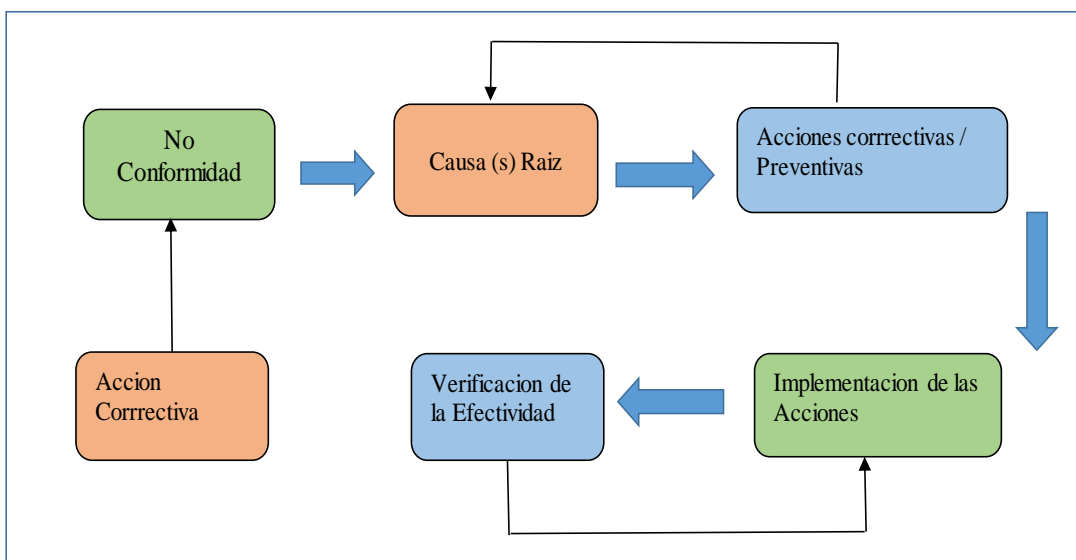 No
Conformidad
Causa (s) Raiz
Acciones corrrectivas /
Preventivas
Accion
Corrrectiva
Verificacion de
la Efectividad
Implementacion de las
Acciones